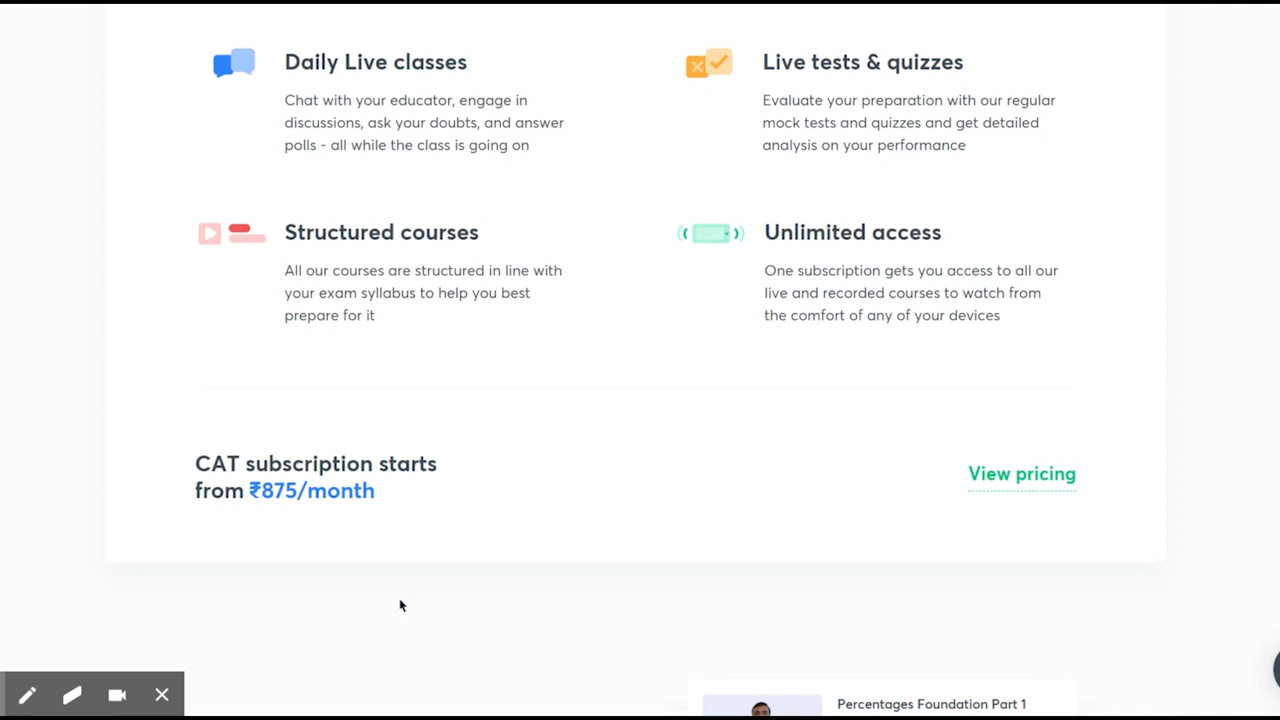 Daily Live classes
Chat with your educator, engage in
discussions, ask your doubts, and answer
polls - all while the class is going on
Live tests & quizzes
Evaluate your preparation with our regular
mock tests and quizzes and get detailed
analysis on your performance
Structured courses
All our courses are structured in line with
your exam syllabus to help you best
prepare for it
Unlimited access
One subscription gets you access to all our
live and recorded courses to watch from
the comfort of any of your devices
CAT subscription starts
from ₹875/month
View pricing
Percentages Foundation Part 1